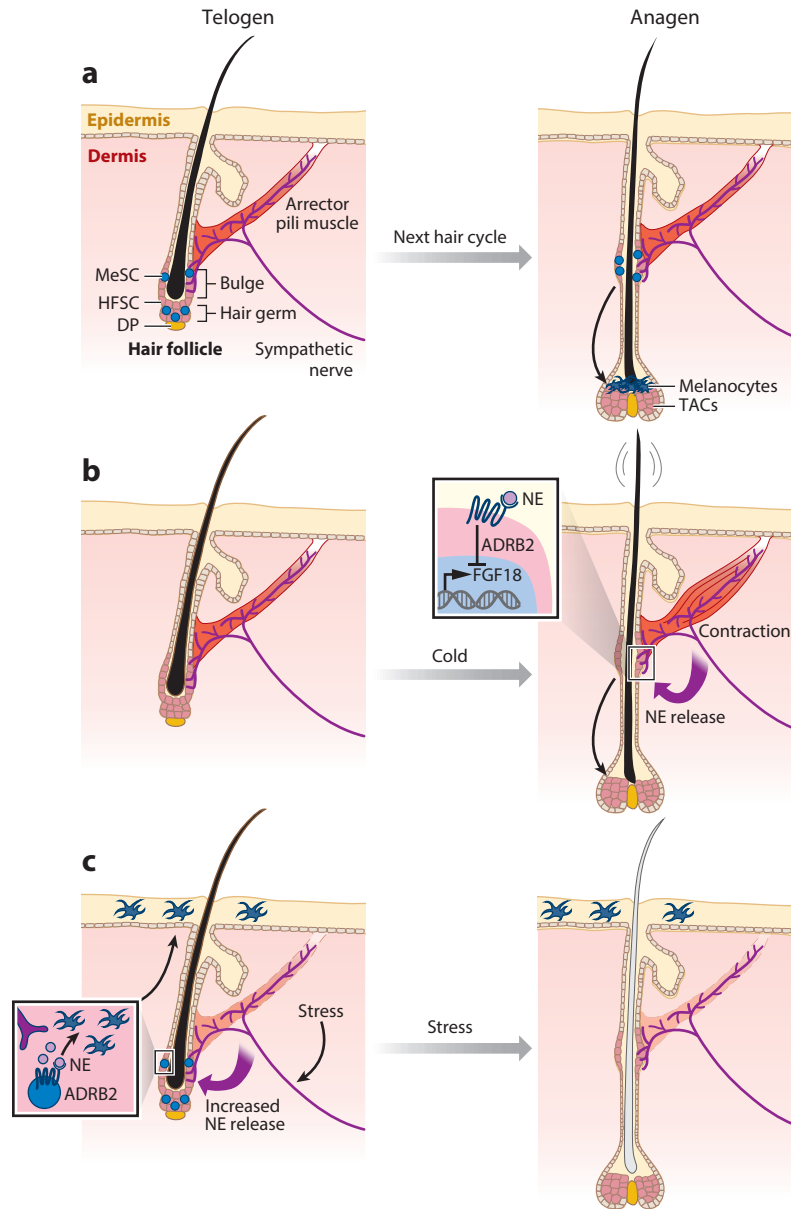 Telogen
Anagen
a
Epidermis
Dermis
Arrector
pili muscle
Next hair cycle
MeSC
Bulge
HFSC
Hair germ
DP
Hair follicle
Sympathetic
nerve
Melanocytes
TACs
b
NE
ADRB2
FGF18
Contraction
Cold
NE release
c
Stress
Stress
NE
ADRB2
Increased
NE release